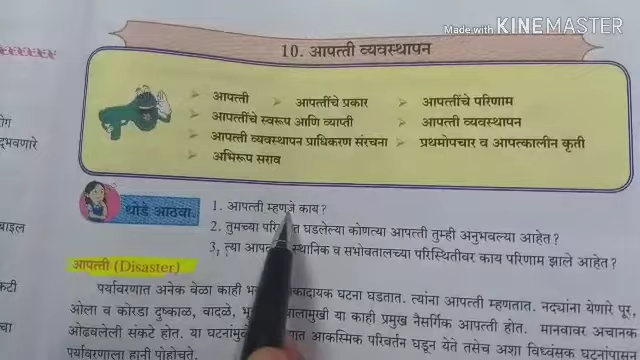 Made with KINEMASTER
10. आपत्ती व्यवस्थापन
आपत्ती
आपत्तींचे प्रकार
आपत्तींचे परिणाम
आपत्तींचे स्वरूप आणि व्याप्ती
आपत्ती व्यवस्थापन
आपत्ती व्यवस्थापन प्राधिकरण संरचना
प्रथमोपचार व आपत्कालीन कृती
अभिरूप सराव
थोडे आठवा.
1. आपत्ती म्हणजे काय?
2. तुमच्या घडलेल्या कोणत्या आपत्ती तुम्ही अनुभवल्या आहेत?
3. त्या स्थानिक व सभोवतालच्या परिस्थितीवर काय परिणाम झाले आहेत?
आपत्ती (Disaster)
पर्यावरणात अनेक वेळा काही घटना घडतात. त्यांना आपत्ती म्हणतात. नद्यांना येणारे पूर,
ओला व कोरडा दुष्काळ, वादळे, या काही प्रमुख नैसर्गिक आपत्ती होत. मानवावर अचानक
ओढवलेली संकटे होत. या आकस्मिक परिवर्तन घडून येते तसेच अशा विध्वंसक घटनांपासून
पर्यावरणाला हानी पोहोचते.